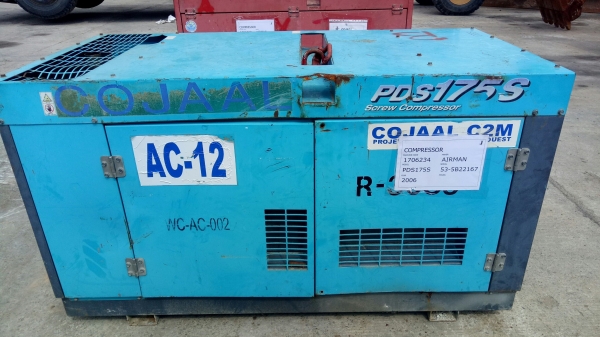 COJAAL
PDS175S
Screw Compressor
AC-12
COJAAL C2M
COMPRESSOR
1706234 AIRMAN
PDS175S S3-5B22167
2006
WC-AC-002